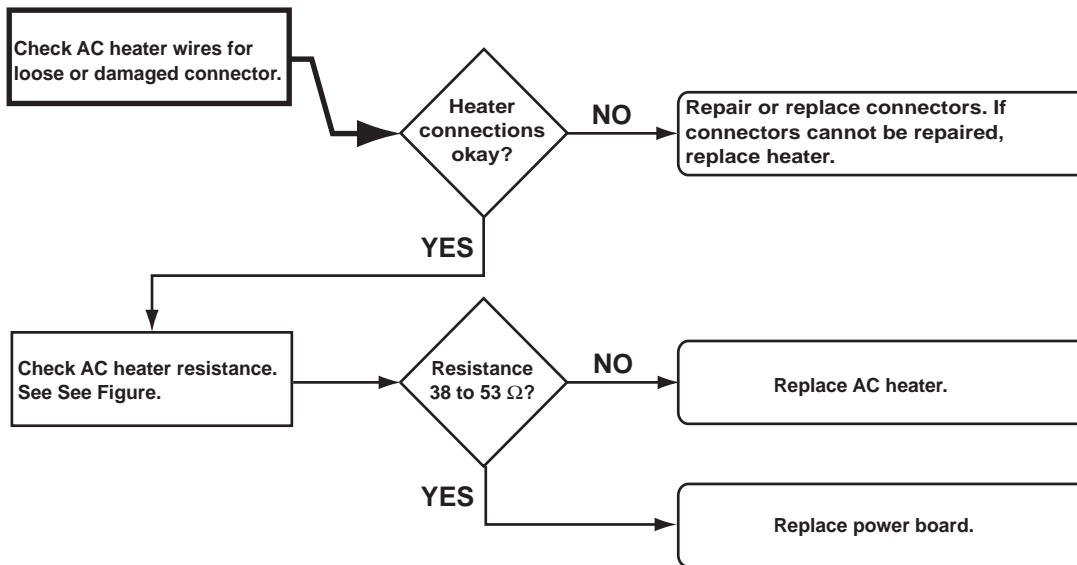 Check AC heater wires for
loose or damaged connector.
Heater
connections
okay?
NO
Repair or replace connectors. If
connectors cannot be repaired,
replace heater.
YES
Check AC heater resistance.
See See Figure.
Resistance
38 to 53 Ω?
NO
Replace AC heater.
YES
Replace power board.